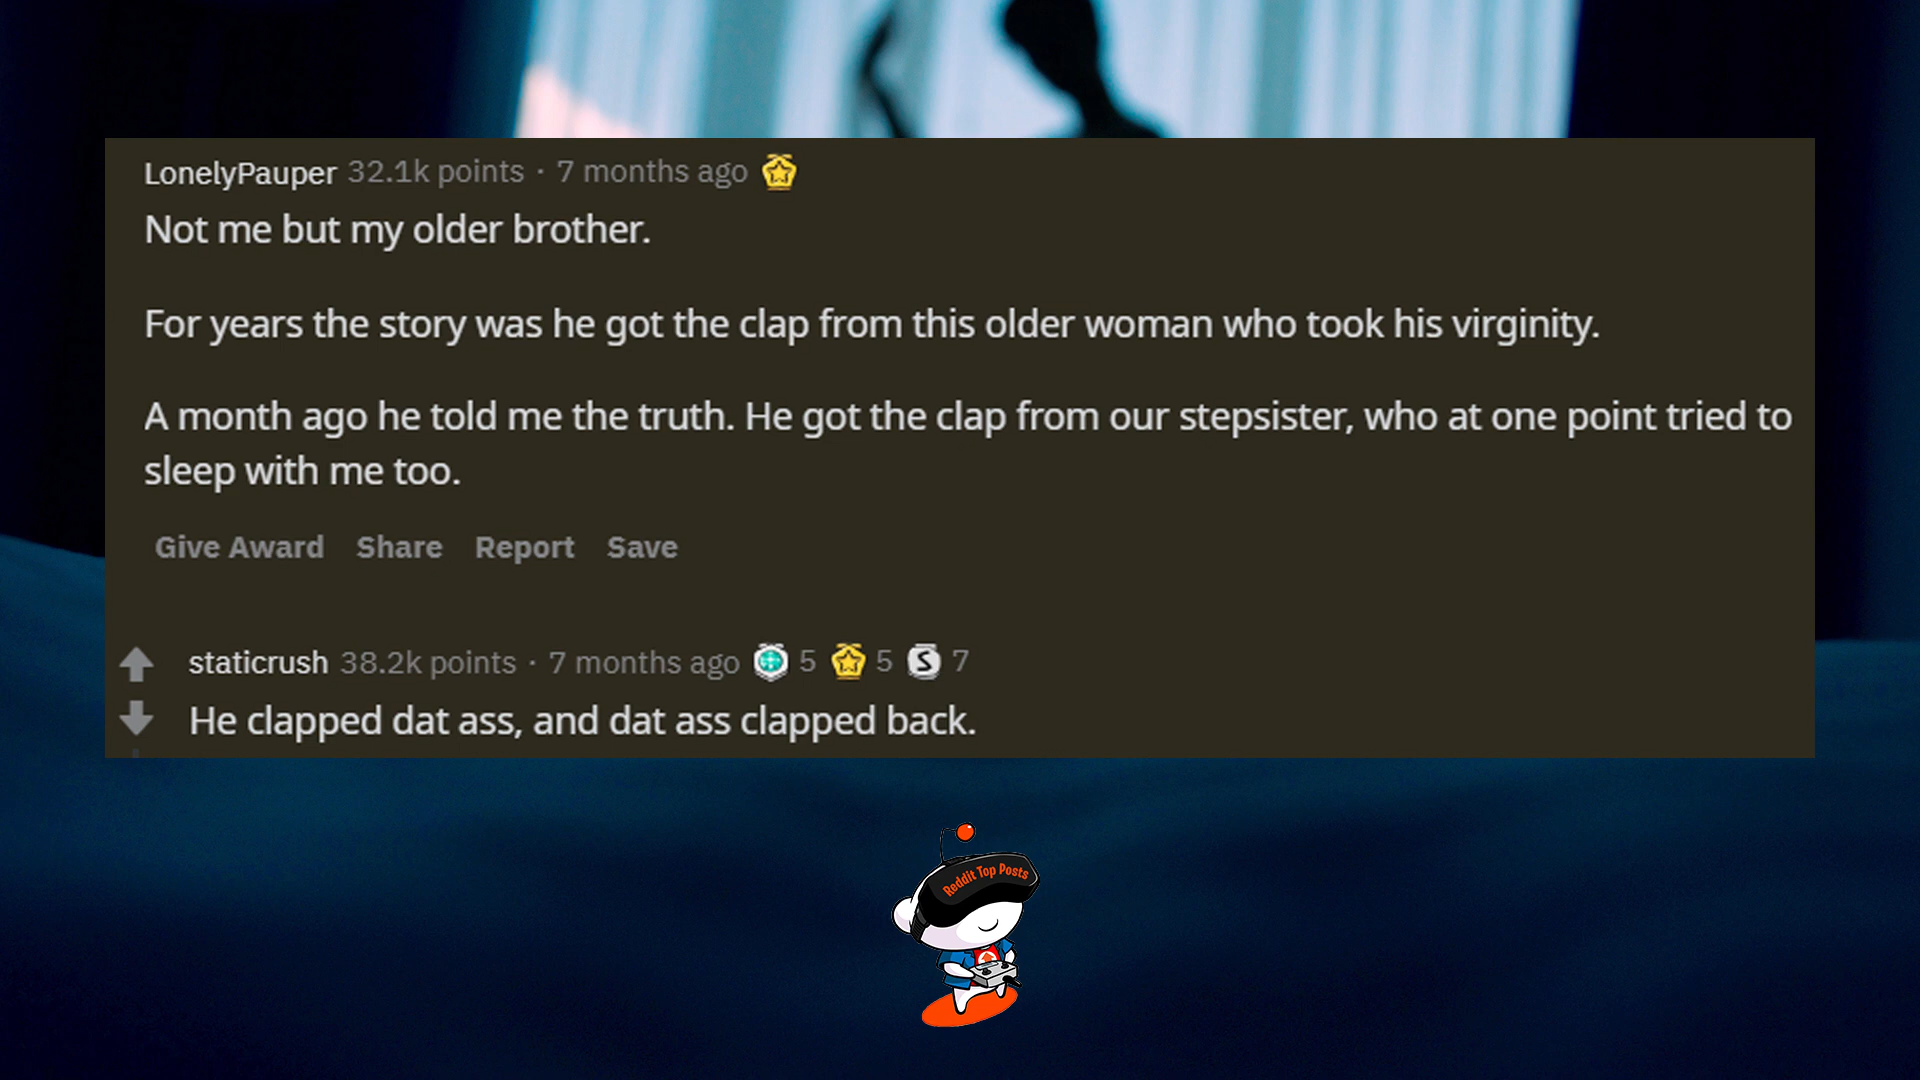 LonelyPauper 32.1k points · 7 months ago
Not me but my older brother.
For years the story was he got the clap from this older woman who took his virginity.
A month ago he told me the truth. He got the clap from our stepsister, who at one point tried to
sleep with me too.
Give Award Share Report Save
staticrush 38.2k points · 7 months ago 5 5 S 7
He clapped dat ass, and dat ass clapped back.
Reddit Top Posts